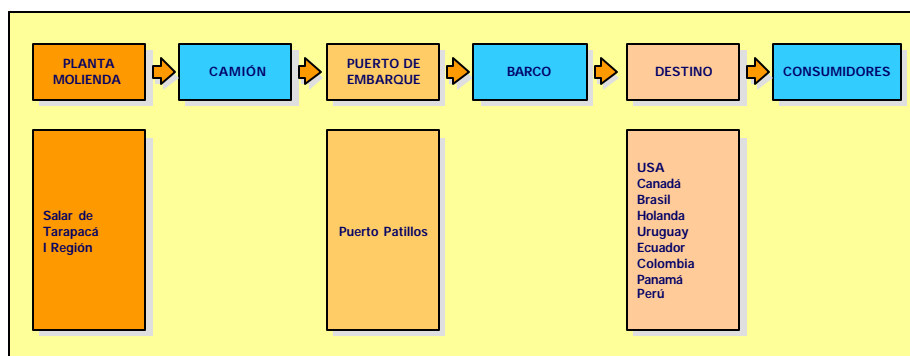 PLANTA
MOLIENDA
CAMIÓN
PUERTO DE
EMBARQUE
BARCO
DESTINO
CONSUMIDORES
Salar de
Tarapacá
I Región
Puerto Patillos
USA
Canadá
Brasil
Holanda
Uruguay
Ecuador
Colombia
Panamá
Perú